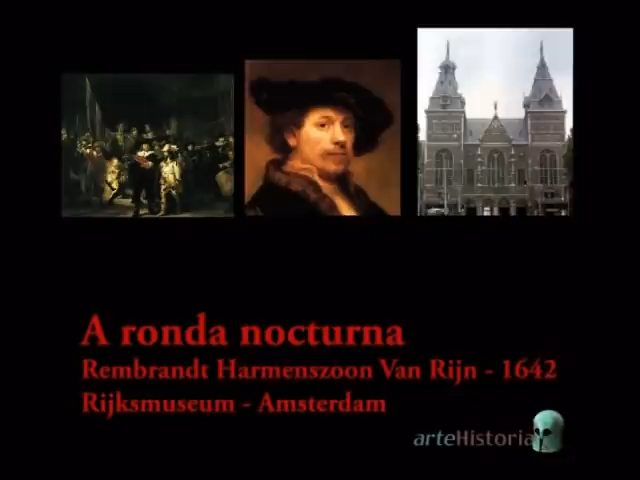 A ronda nocturna
Rembrandt Harmenszoon Van Rijn - 1642
Rijksmuseum - Amsterdam
arteHistoria